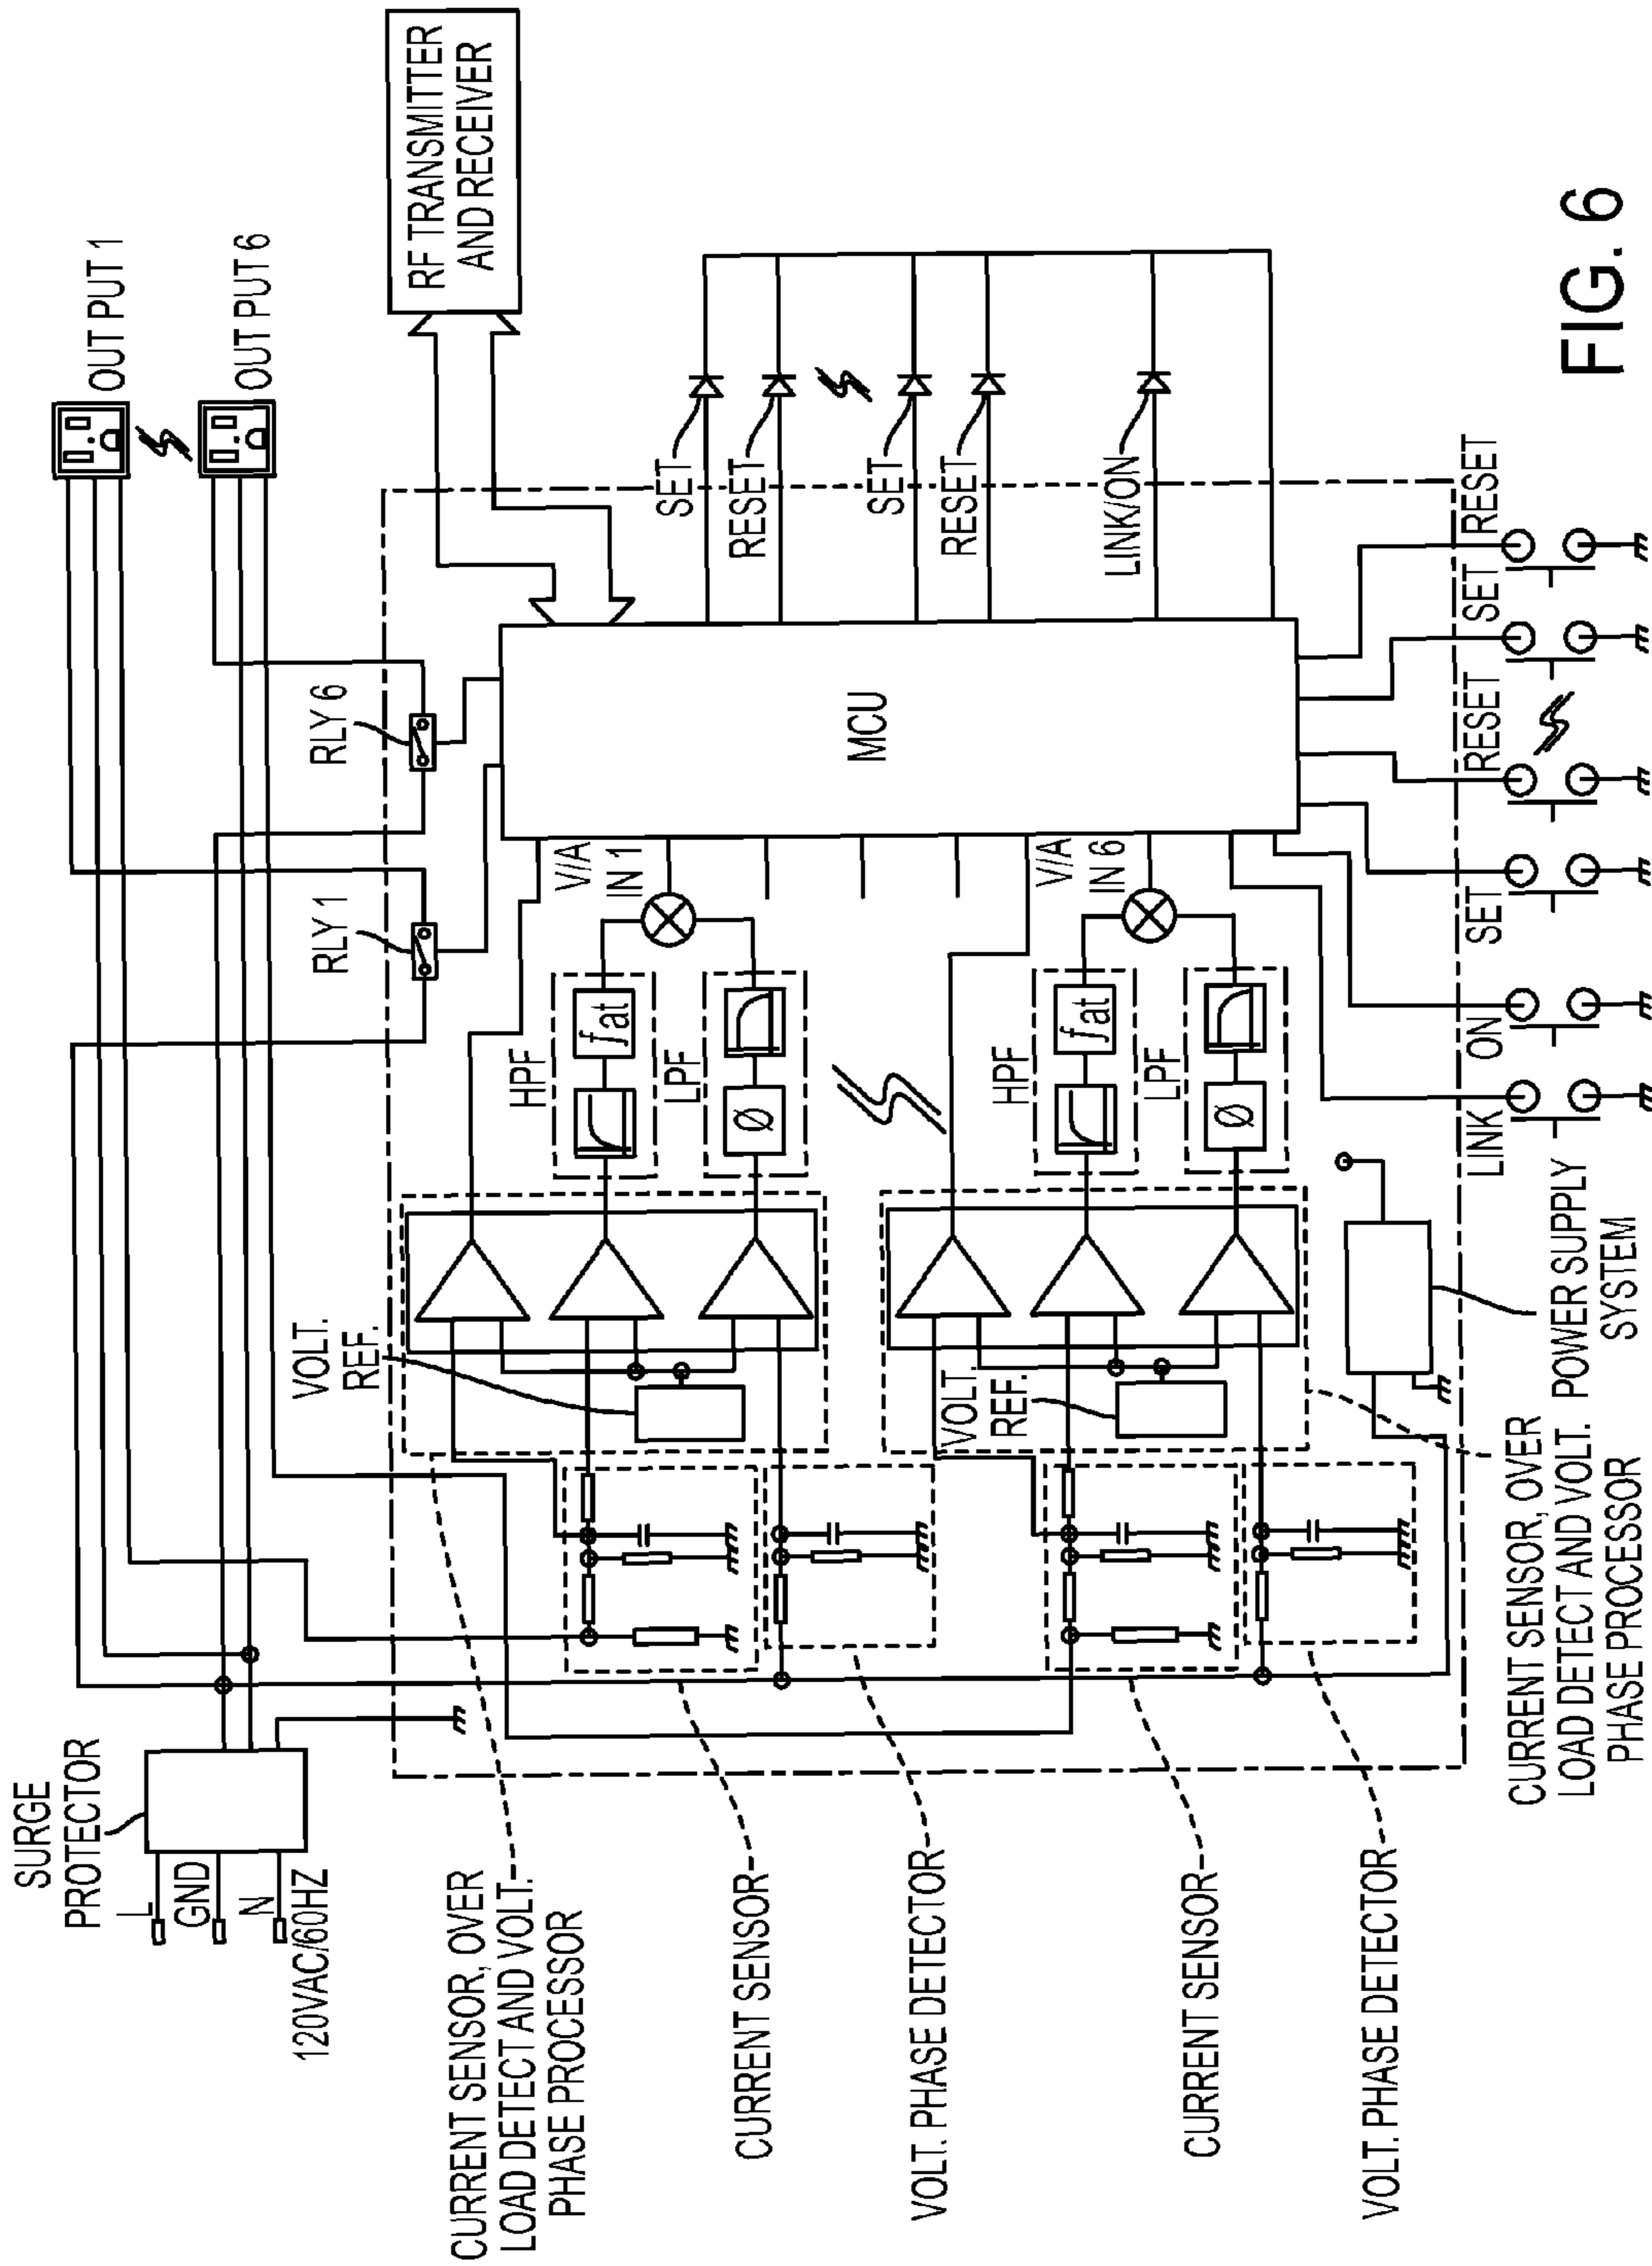 SURGE
PROTECTOR
L
GND
N
120VAC/60HZ
OUT PUT 1
OUT PUT 6
RLY 1
RLY 6
RF TRANSMITTER
AND RECEIVER
VOLT.
REF.
HPF
fat
LPF
Ø
V/A
IN 1
MCU
SET
RESET
SET
RESET
LINK/ON
VOLT.
REF.
HPF
fat
LPF
Ø
V/A
IN 6
CURRENT SENSOR, OVER
LOAD DETECT AND VOLT.
PHASE PROCESSOR
CURRENT SENSOR
VOLT. PHASE DETECTOR
CURRENT SENSOR
VOLT. PHASE DETECTOR
CURRENT SENSOR, OVER
LOAD DETECT AND VOLT.
PHASE PROCESSOR
POWER SUPPLY
SYSTEM
LINK
ON
SET
RESET
SET
RESET
FIG. 6